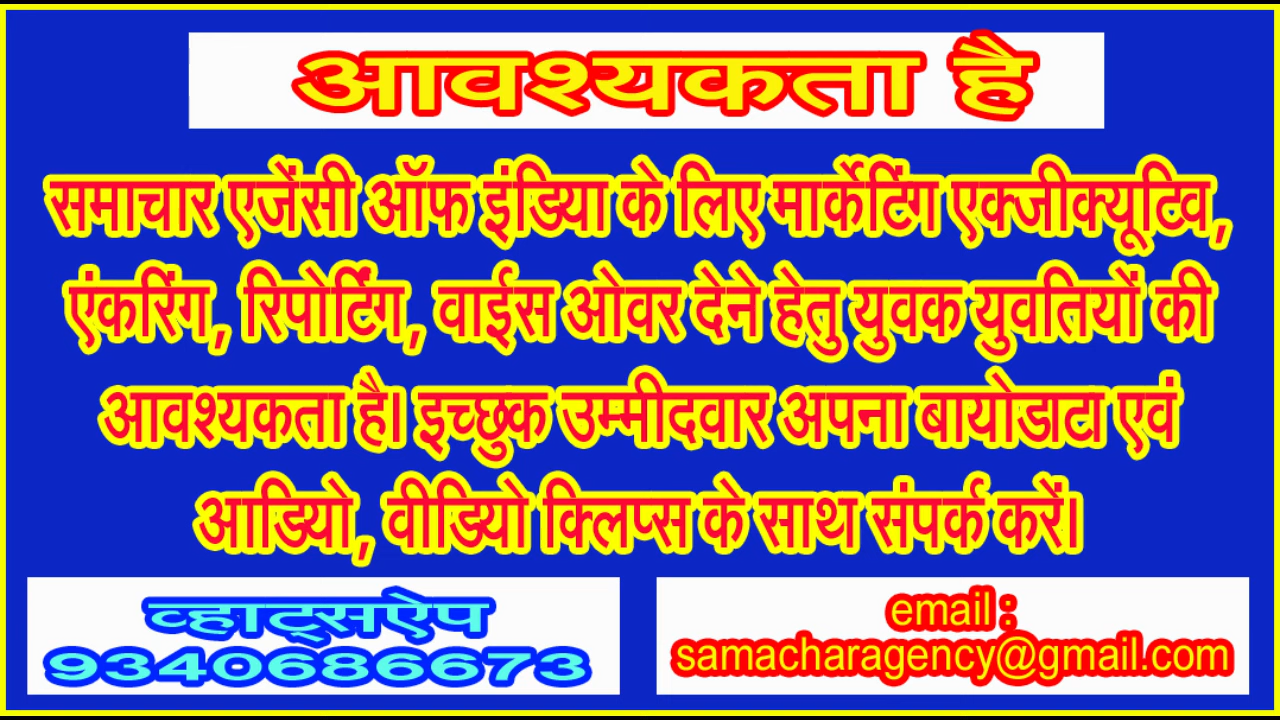 आवश्यकता है
समाचार एजेंसी ऑफ इंडिया के लिए मार्केटिंग एक्जीक्यूटिव,
एंकरिंग, रिपोर्टिंग, वाईस ओवर देने हेतु युवक युवतियों की
आवश्यकता है। इच्छुक उम्मीदवार अपना बायोडाटा एवं
आडियो, वीडियो क्लिप्स के साथ संपर्क करें।
व्हाट्सऐप
9340686673
email :
samacharagency@gmail.com